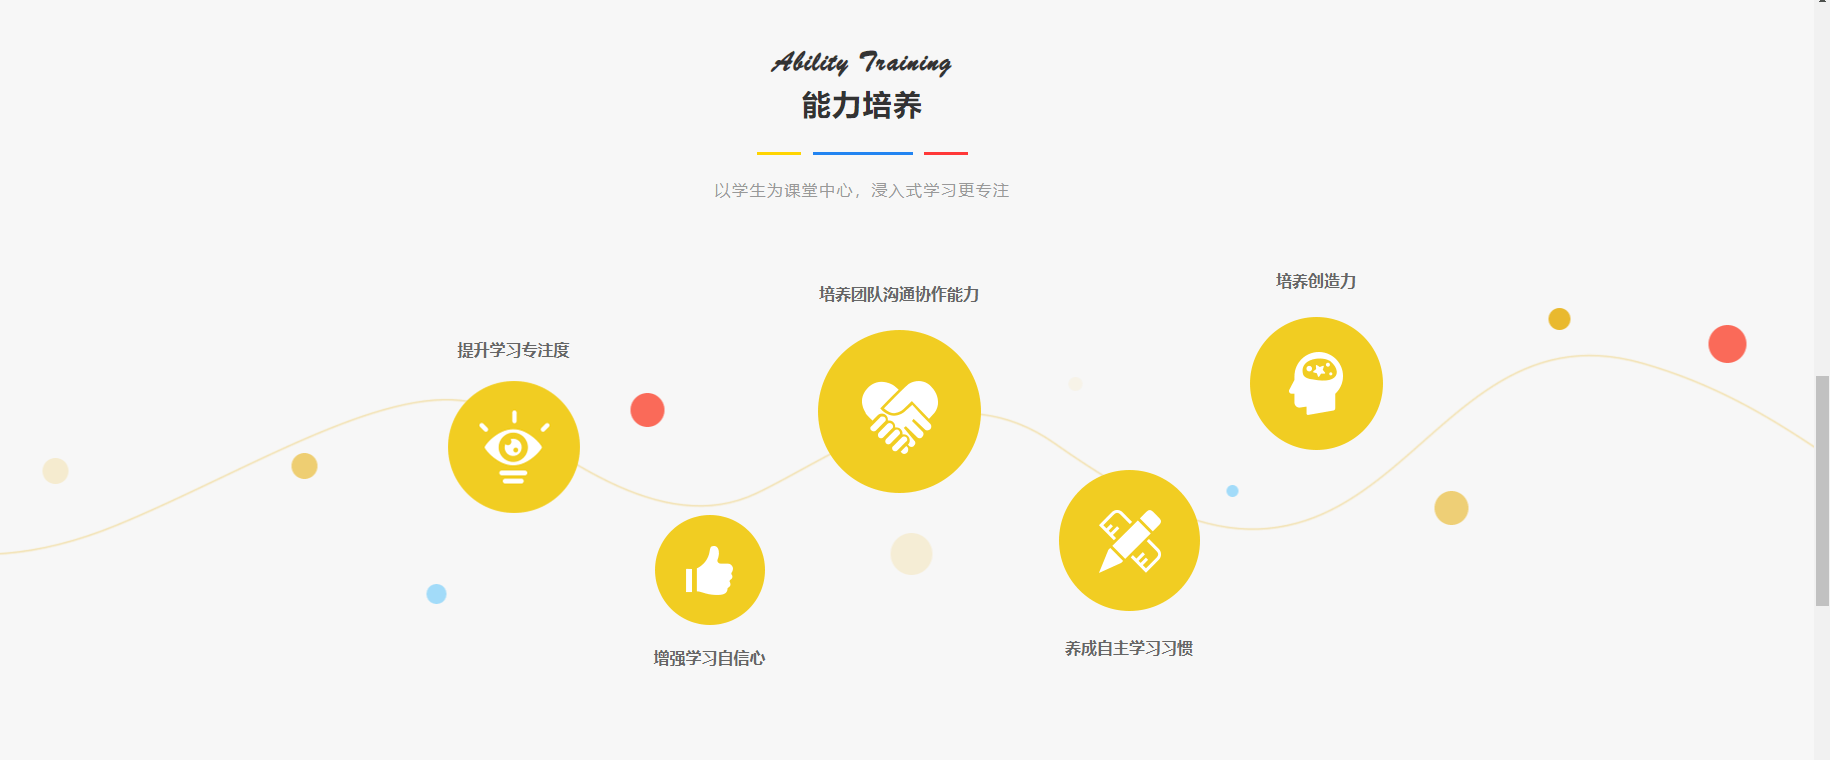 Ability Training
能力培养
以学生为课堂中心，浸入式学习更专注
提升学习专注度
增强学习自信心
培养团队沟通协作能力
养成自主学习习惯
培养创造力